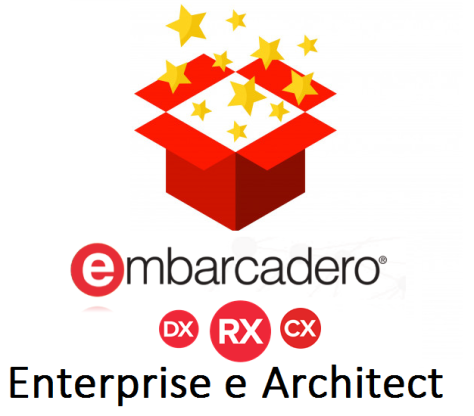 embarcadero®
DX RX CX
Enterprise e Architect